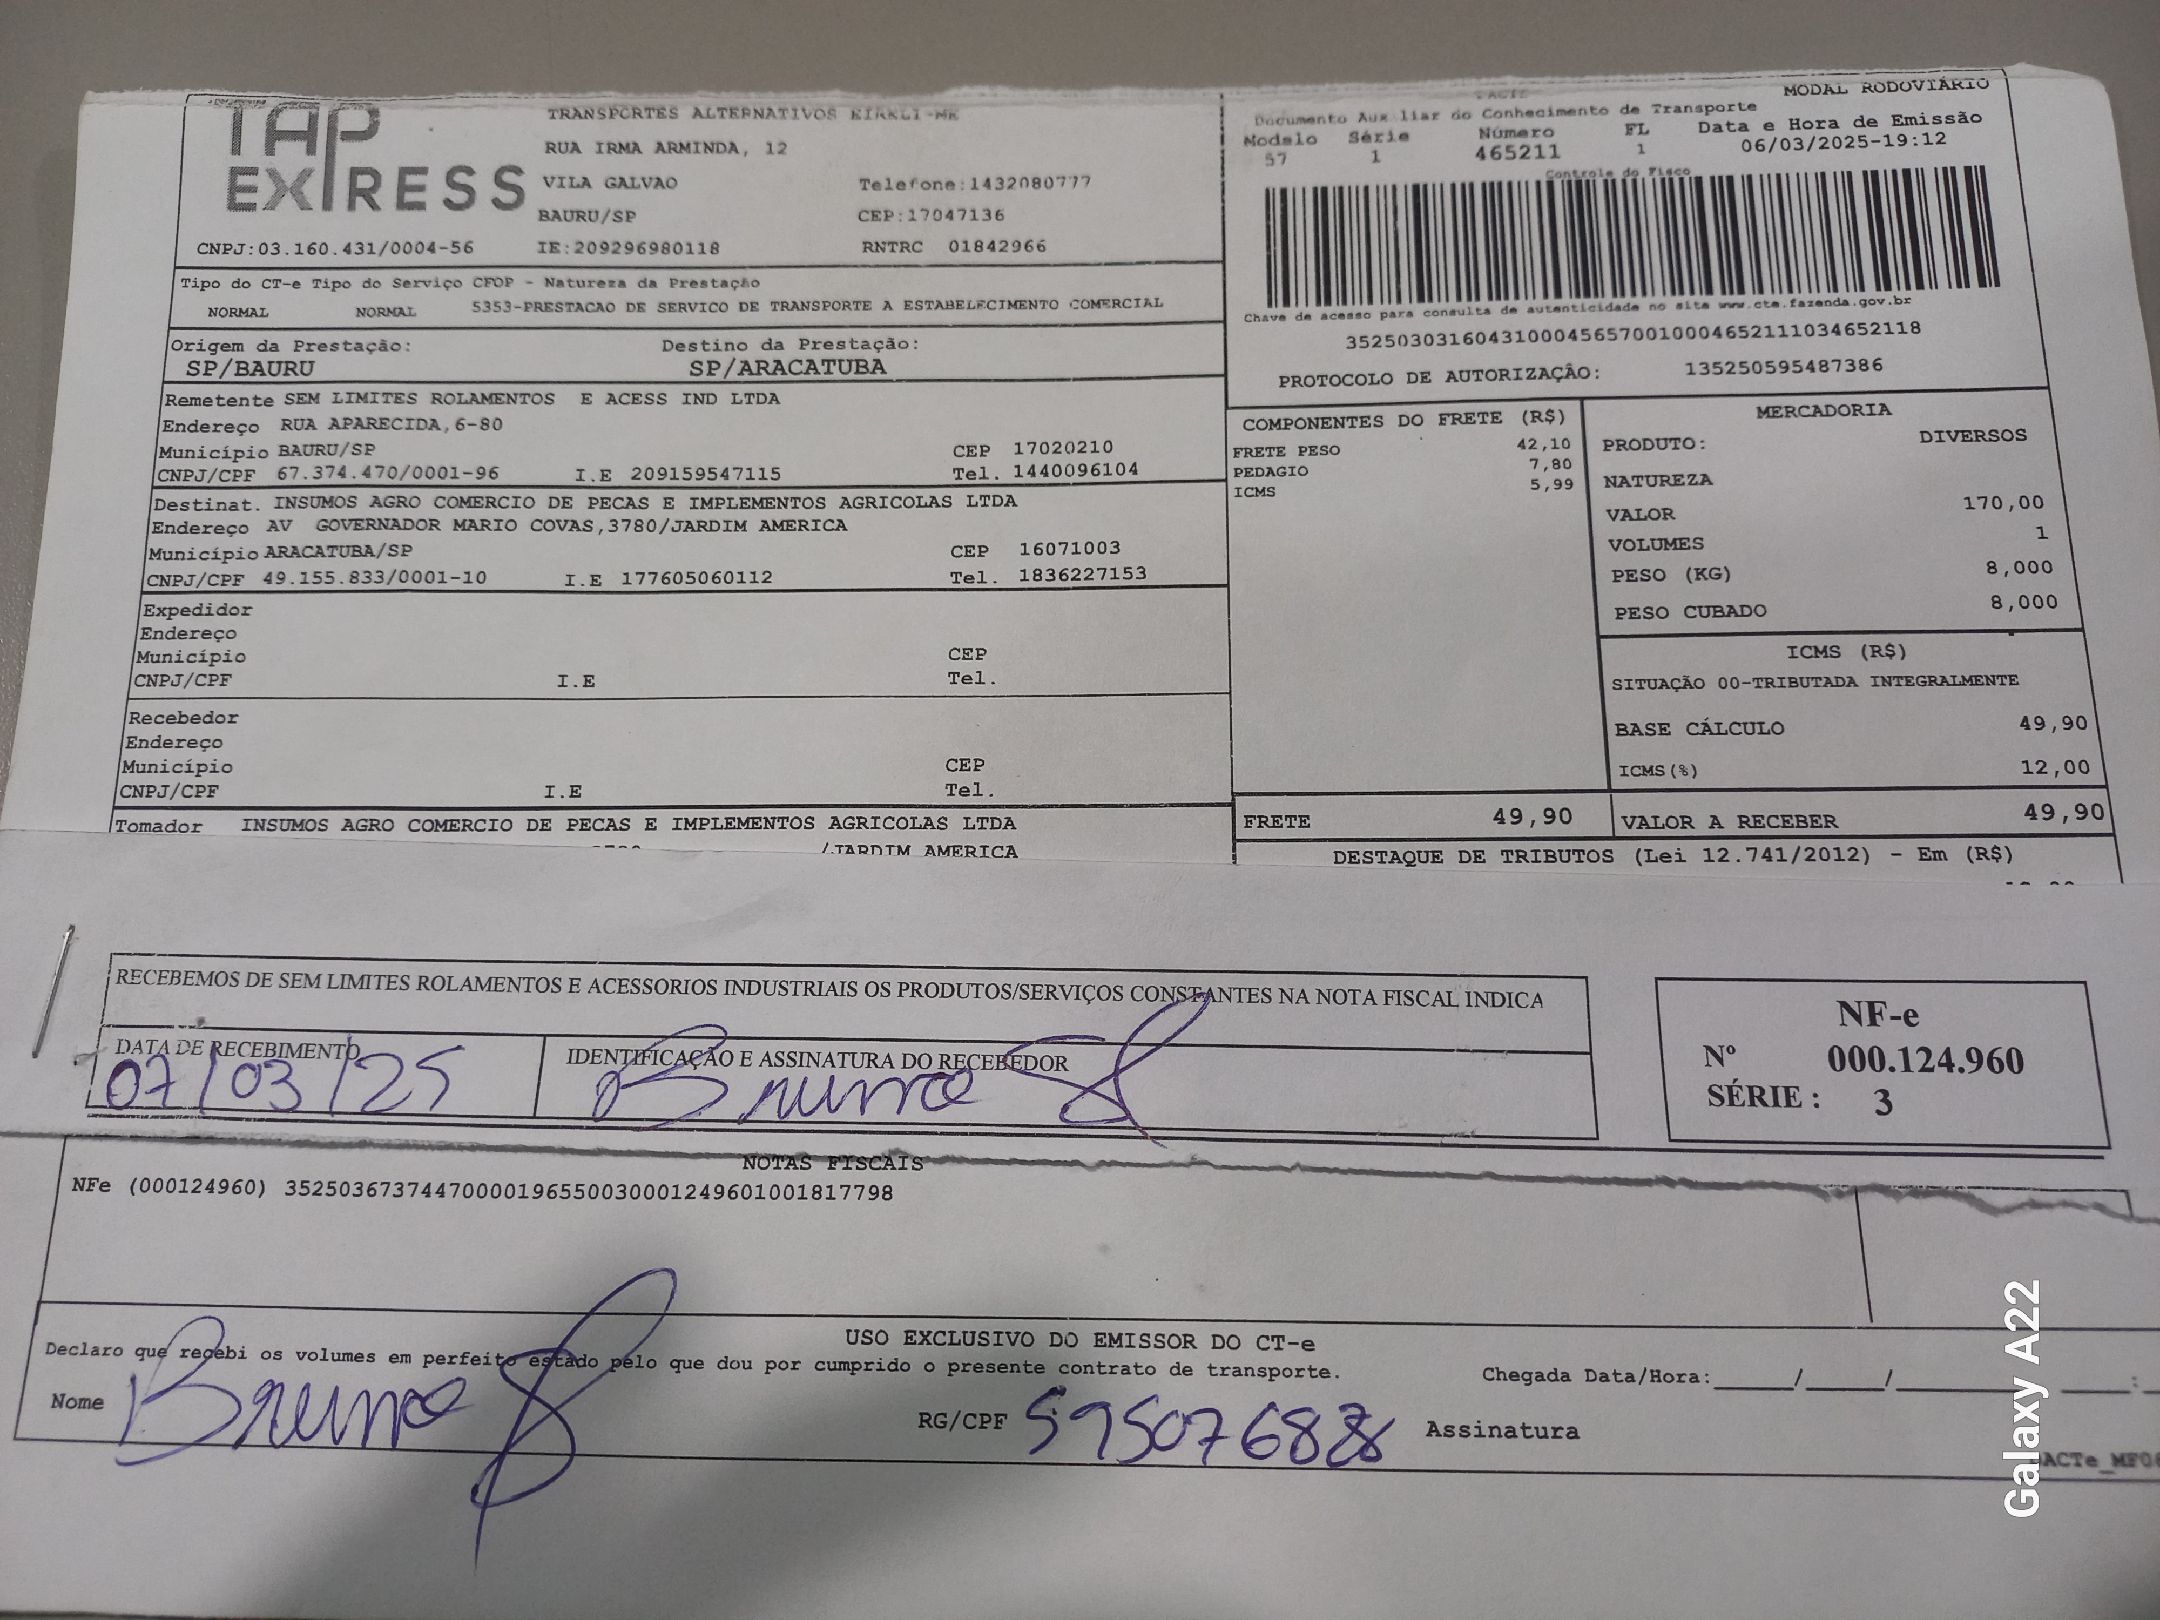 TAP EXPRESS
TRANSPORTES ALTERNATIVOS EIRELI-ME
RUA IRMA ARMINDA, 12
VILA GALVAO Telefone:1432080777
BAURU/SP CEP:17047136
CNPJ:03.160.431/0004-56 IE:209296980118 RNTRC 01842966
DACTE MODAL RODOVIÁRIO
Documento Auxiliar do Conhecimento de Transporte
Modelo Série Número FL Data e Hora de Emissão
57 1 465211 1 06/03/2025-19:12
Controle do Fisco
Chave de acesso para consulta de autenticidade no site www.cte.fazenda.gov.br
35250303160431000456570010004652111034652118
PROTOCOLO DE AUTORIZAÇÃO: 135250595487386
Tipo do CT-e Tipo do Serviço CFOP - Natureza da Prestação
NORMAL NORMAL 5353-PRESTACAO DE SERVICO DE TRANSPORTE A ESTABELECIMENTO COMERCIAL
Origem da Prestação: Destino da Prestação:
SP/BAURU SP/ARACATUBA
Remetente SEM LIMITES ROLAMENTOS E ACESS IND LTDA
Endereço RUA APARECIDA,6-80
Município BAURU/SP CEP 17020210
CNPJ/CPF 67.374.470/0001-96 I.E 209159547115 Tel. 1440096104
Destinat. INSUMOS AGRO COMERCIO DE PECAS E IMPLEMENTOS AGRICOLAS LTDA
Endereço AV GOVERNADOR MARIO COVAS,3780/JARDIM AMERICA
Município ARACATUBA/SP CEP 16071003
CNPJ/CPF 49.155.833/0001-10 I.E 177605060112 Tel. 1836227153
Expedidor
Endereço
Município CEP
CNPJ/CPF I.E Tel.
Recebedor
Endereço
Município CEP
CNPJ/CPF I.E Tel.
Tomador INSUMOS AGRO COMERCIO DE PECAS E IMPLEMENTOS AGRICOLAS LTDA
/JARDIM AMERICA
COMPONENTES DO FRETE (R$)
FRETE PESO 42,10
PEDAGIO 7,80
ICMS 5,99
FRETE 49,90
MERCADORIA
PRODUTO: DIVERSOS
NATUREZA
VALOR 170,00
VOLUMES 1
PESO (KG) 8,000
PESO CUBADO 8,000
ICMS (R$)
SITUAÇÃO 00-TRIBUTADA INTEGRALMENTE
BASE CÁLCULO 49,90
ICMS(%) 12,00
VALOR A RECEBER 49,90
DESTAQUE DE TRIBUTOS (Lei 12.741/2012) - Em (R$)
RECEBEMOS DE SEM LIMITES ROLAMENTOS E ACESSORIOS INDUSTRIAIS OS PRODUTOS/SERVIÇOS CONSTANTES NA NOTA FISCAL INDICA
DATA DE RECEBIMENTO IDENTIFICAÇÃO E ASSINATURA DO RECEBEDOR
07/03/25 Bruno
NF-e
Nº 000.124.960
SÉRIE : 3
NOTAS FISCAIS
NFe (000124960) 35250367374470000196550030001249601001817798
USO EXCLUSIVO DO EMISSOR DO CT-e
Declaro que recebi os volumes em perfeito estado pelo que dou por cumprido o presente contrato de transporte.
Chegada Data/Hora:_____/_____/________ ____:
Nome Bruno RG/CPF Assinatura
Galaxy A22